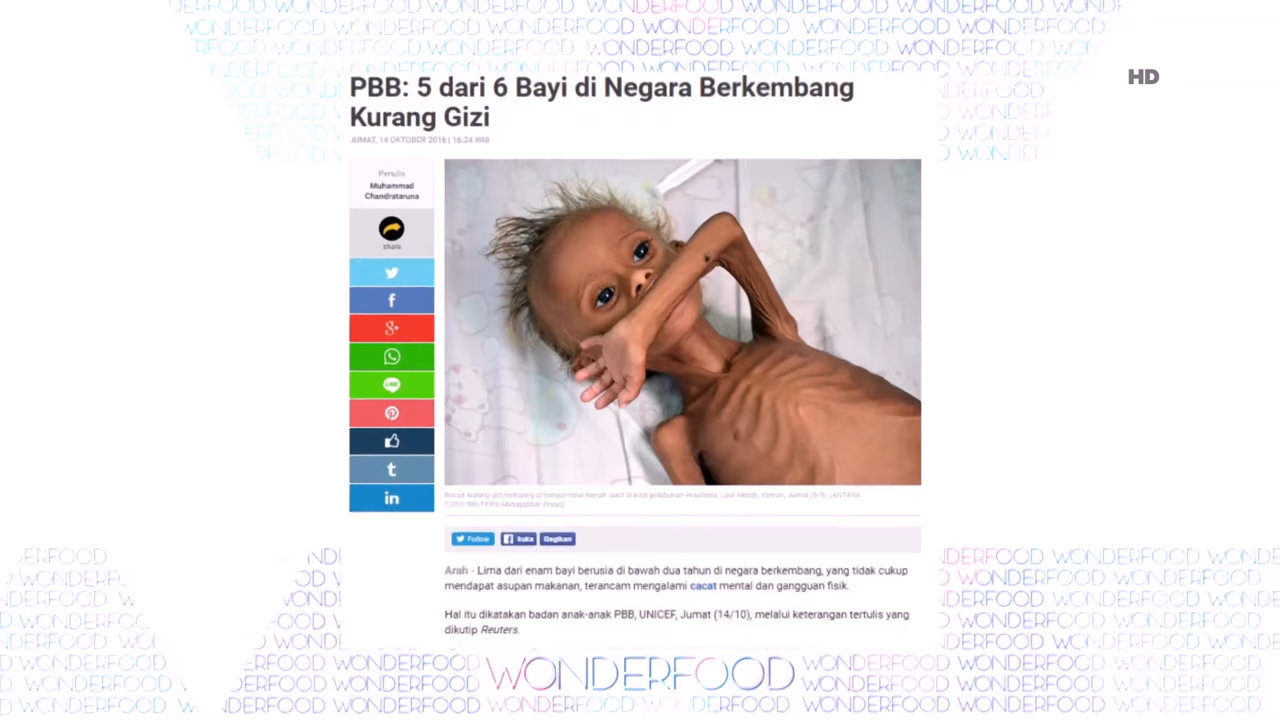 HD
PBB: 5 dari 6 Bayi di Negara Berkembang
Kurang Gizi
JUMAT, 14 OKTOBER 2016 | 16:24 WIB
Penulis
Muhammad
Chandrataruna
share
Follow
Suka
Bagikan
Arah - Lima dari enam bayi berusia di bawah dua tahun di negara berkembang, yang tidak cukup
mendapat asupan makanan, terancam mengalami cacat mental dan gangguan fisik.
Hal itu dikatakan badan anak-anak PBB, UNICEF, Jumat (14/10), melalui keterangan tertulis yang
dikutip Reuters.
WONDERFOOD